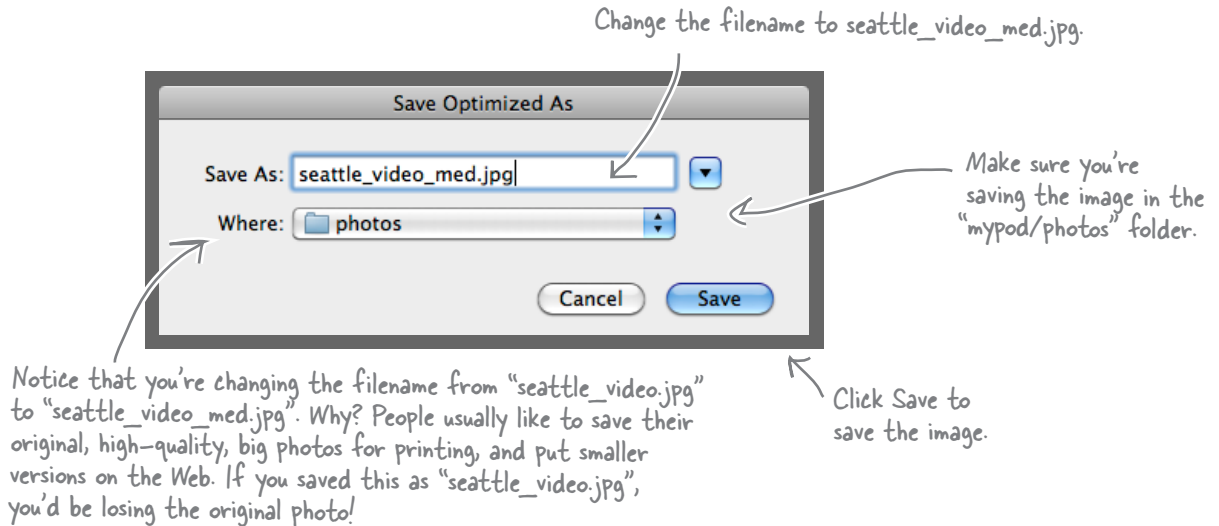 Change the filename to seattle_video_med.jpg.
Save Optimized As
Save As: seattle_video_med.jpg
Where: photos
Cancel Save
Make sure you're
saving the image in the
"mypod/photos" folder.
Notice that you're changing the filename from "seattle_video.jpg"
to "seattle_video_med.jpg". Why? People usually like to save their
original, high-quality, big photos for printing, and put smaller
versions on the Web. If you saved this as "seattle_video.jpg",
you'd be losing the original photo!
Click Save to
save the image.